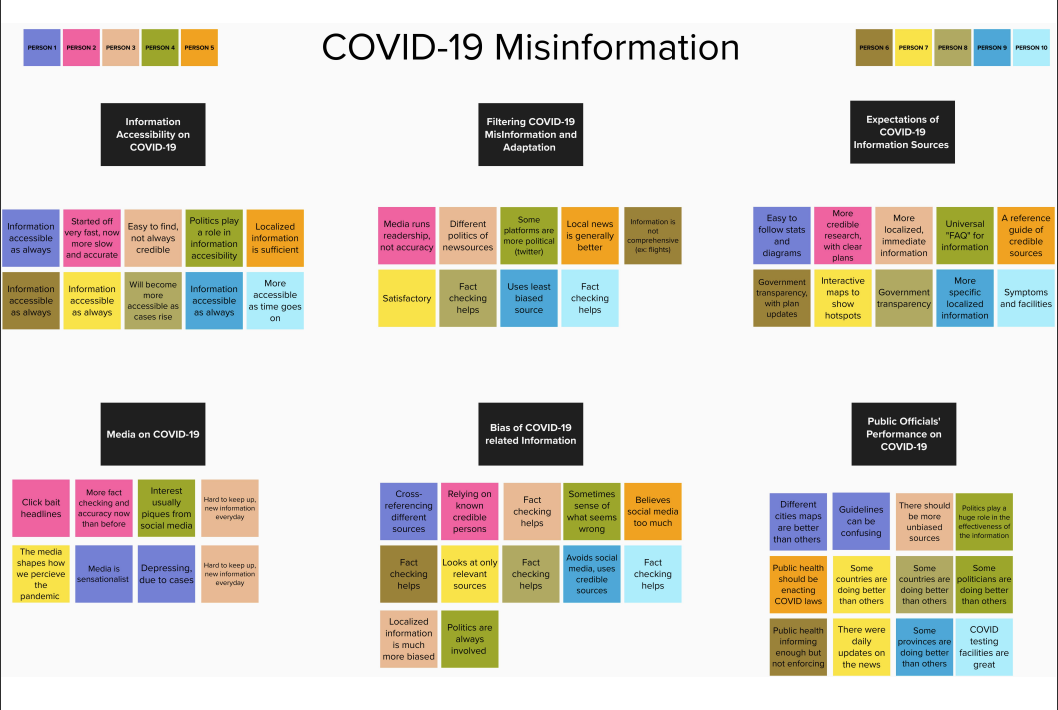 PERSON 1
PERSON 2
PERSON 3
PERSON 4
PERSON 5
COVID-19 Misinformation
PERSON 6
PERSON 7
PERSON 8
PERSON 9
PERSON 10
Information
Accessibility on
COVID-19
Filtering COVID-19
MisInformation and
Adaptation
Expectations of
COVID-19
Information Sources
Information
accessible
as always
Started off
very fast, now
more slow
and accurate
Easy to find,
not always
credible
Politics play
a role in
information
accesibility
Localized
information
is sufficient
Information
accessible
as always
Information
accessible
as always
Will become
more
accessible as
cases rise
Information
accessible
as always
More
accessible
as time goes
on
Media runs
readership,
not accuracy
Different
politics of
newsources
Some
platforms are
more political
(twitter)
Local news
is generally
better
Information is
not
comprehensive
(ex: flights)
Satisfactory
Fact
checking
helps
Uses least
biased
source
Fact
checking
helps
Easy to
follow stats
and
diagrams
More
credible
research,
with clear
plans
More
localized,
immediate
information
Universal
"FAQ" for
information
A reference
guide of
credible
sources
Government
transparency,
with plan
updates
Interactive
maps to
show
hotspots
Government
transparency
More
specific
localized
information
Symptoms
and facilities
Media on COVID-19
Bias of COVID-19
related Information
Public Officials'
Performance on
COVID-19
Click bait
headlines
More fact
checking and
accuracy now
than before
Interest
usually
piques from
social media
Hard to keep up,
new information
everyday
The media
shapes how
we percieve
the
pandemic
Media is
sensationalist
Depressing,
due to cases
Hard to keep up,
new information
everyday
Cross-
referencing
different
sources
Relying on
known
credible
persons
Fact
checking
helps
Sometimes
sense of
what seems
wrong
Believes
social media
too much
Fact
checking
helps
Looks at only
relevant
sources
Fact
checking
helps
Avoids social
media, uses
credible
sources
Fact
checking
helps
Localized
information
is much
more biased
Politics are
always
involved
Different
cities maps
are better
than others
Guidelines
can be
confusing
There should
be more
unbiased
sources
Politics play a
huge role in the
effectiveness of
the information
Public health
should be
enacting
COVID laws
Some
countries are
doing better
than others
Some
countries are
doing better
than others
Some
politicians are
doing better
than others
Public health
informing
enough but
not enforcing
There were
daily
updates on
the news
Some
provinces are
doing better
than others
COVID
testing
facilities are
great